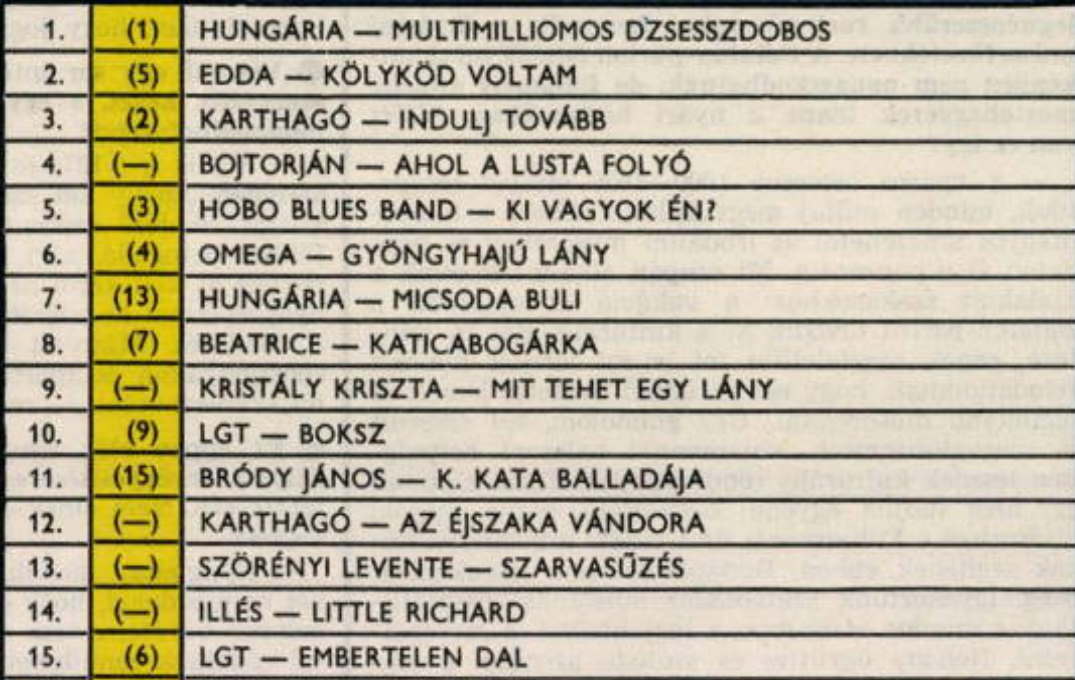 1. (1) HUNGÁRIA — MULTIMILLIOMOS DZSESSZDOBOS
2. (5) EDDA — KÖLYKÖD VOLTAM
3. (2) KARTHAGÓ — INDULJ TOVÁBB
4. (—) BOJTORJÁN — AHOL A LUSTA FOLYÓ
5. (3) HOBO BLUES BAND — KI VAGYOK ÉN?
6. (4) OMEGA — GYÖNGYHAJÚ LÁNY
7. (13) HUNGÁRIA — MICSODA BULI
8. (7) BEATRICE — KATICABOGÁRKA
9. (—) KRISTÁLY KRISZTA — MIT TEHET EGY LÁNY
10. (9) LGT — BOKSZ
11. (15) BRÓDY JÁNOS — K. KATA BALLADÁJA
12. (—) KARTHAGÓ — AZ ÉJSZAKA VÁNDORA
13. (—) SZÖRÉNYI LEVENTE — SZARVASŰZÉS
14. (—) ILLÉS — LITTLE RICHARD
15. (6) LGT — EMBERTELEN DAL